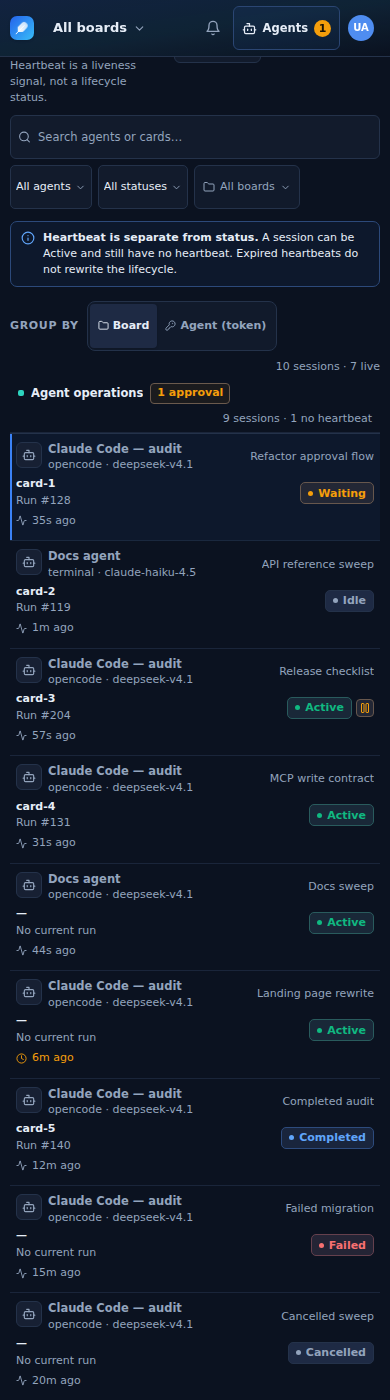 All boards
Agents 1
UA
Heartbeat is a liveness
signal, not a lifecycle
status.
Search agents or cards…
All agents
All statuses
All boards
Heartbeat is separate from status. A session can be
Active and still have no heartbeat. Expired heartbeats do
not rewrite the lifecycle.
GROUP BY
Board
Agent (token)
10 sessions · 7 live
Agent operations
1 approval
9 sessions · 1 no heartbeat
Claude Code — audit
opencode · deepseek-v4.1
Refactor approval flow
card-1
Run #128
Waiting
35s ago
Docs agent
terminal · claude-haiku-4.5
API reference sweep
card-2
Run #119
Idle
1m ago
Claude Code — audit
opencode · deepseek-v4.1
Release checklist
card-3
Run #204
Active
57s ago
Claude Code — audit
opencode · deepseek-v4.1
MCP write contract
card-4
Run #131
Active
31s ago
Docs agent
opencode · deepseek-v4.1
Docs sweep
—
No current run
Active
44s ago
Claude Code — audit
opencode · deepseek-v4.1
Landing page rewrite
—
No current run
Active
6m ago
Claude Code — audit
opencode · deepseek-v4.1
Completed audit
card-5
Run #140
Completed
12m ago
Claude Code — audit
opencode · deepseek-v4.1
Failed migration
—
No current run
Failed
15m ago
Claude Code — audit
opencode · deepseek-v4.1
Cancelled sweep
—
No current run
Cancelled
20m ago